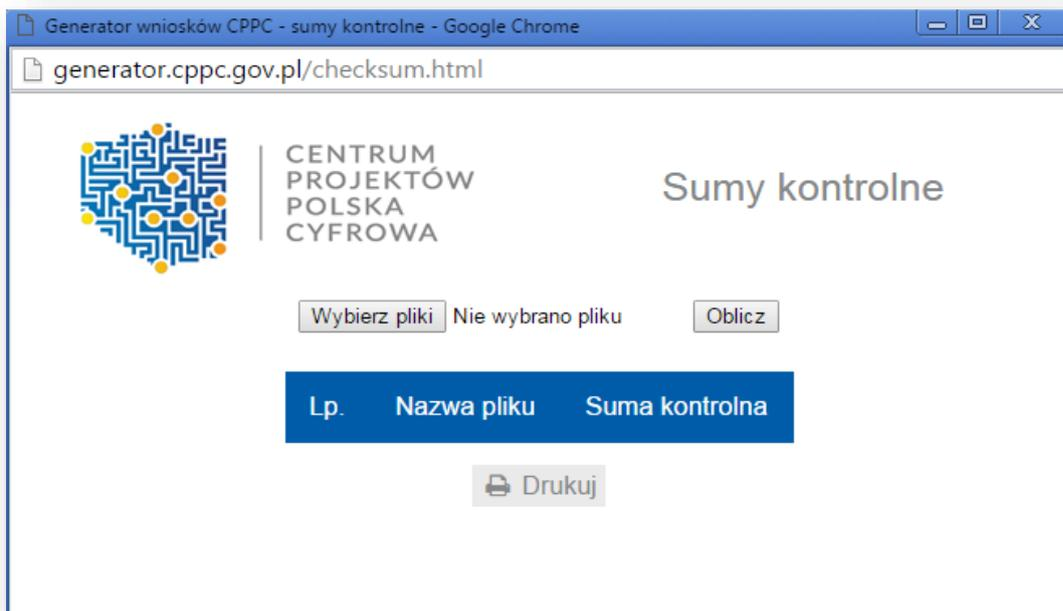 Generator wniosków CPPC - sumy kontrolne - Google Chrome
generator.cppc.gov.pl/checksum.html
CENTRUM
PROJEKTÓW
POLSKA
CYFROWA
Sumy kontrolne
Wybierz pliki Nie wybrano pliku Oblicz
Lp. Nazwa pliku Suma kontrolna
Drukuj